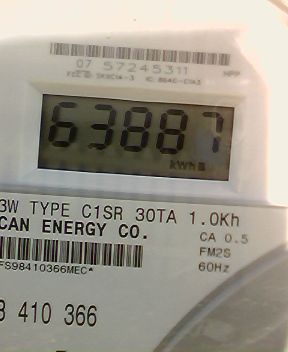 07 57245311
63887
kWh
3W TYPE C1SR 30TA 1.0Kh
CAN ENERGY CO.
CA 0.5
FM2S
60Hz
FS98410366MEC*
8 410 366